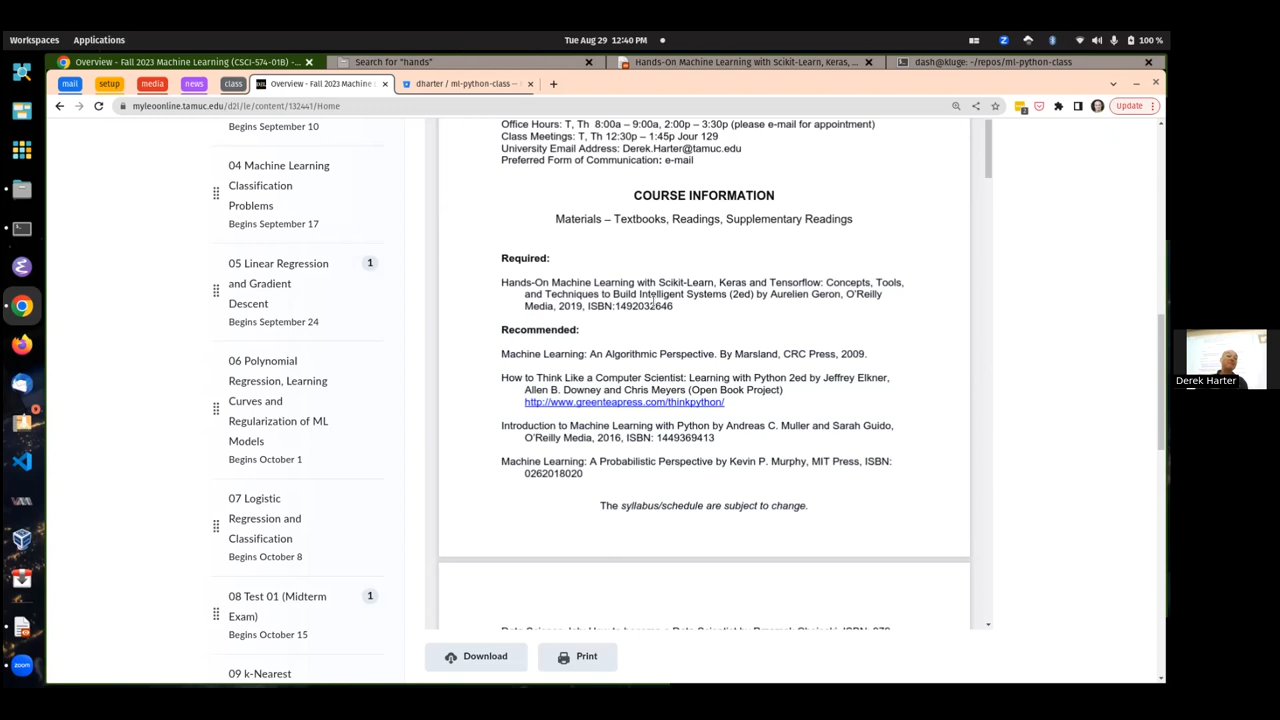 Workspaces Applications Tue Aug 29 12:40 PM 100 %
Overview - Fall 2023 Machine Learning (CSCI-574-01B) - ... Search for "hands" Hands-On Machine Learning with Scikit-Learn, Keras, ... dash@kluge: ~/repos/ml-python-class
mail setup media news class Overview - Fall 2023 Machine L dharter / ml-python-class —
myleoonline.tamuc.edu/d2l/le/content/132441/Home Update
Begins September 10
04 Machine Learning
Classification
Problems
Begins September 17
05 Linear Regression 1
and Gradient
Descent
Begins September 24
06 Polynomial
Regression, Learning
Curves and
Regularization of ML
Models
Begins October 1
07 Logistic
Regression and
Classification
Begins October 8
08 Test 01 (Midterm 1
Exam)
Begins October 15
09 k-Nearest
Office Hours: T, Th 8:00a – 9:00a, 2:00p – 3:30p (please e-mail for appointment)
Class Meetings: T, Th 12:30p – 1:45p Jour 129
University Email Address: Derek.Harter@tamuc.edu
Preferred Form of Communication: e-mail
COURSE INFORMATION
Materials – Textbooks, Readings, Supplementary Readings
Required:
Hands-On Machine Learning with Scikit-Learn, Keras and Tensorflow: Concepts, Tools,
and Techniques to Build Intelligent Systems (2ed) by Aurelien Geron, O'Reilly
Media, 2019, ISBN:1492032646
Recommended:
Machine Learning: An Algorithmic Perspective. By Marsland, CRC Press, 2009.
How to Think Like a Computer Scientist: Learning with Python 2ed by Jeffrey Elkner,
Allen B. Downey and Chris Meyers (Open Book Project)
http://www.greenteapress.com/thinkpython/
Introduction to Machine Learning with Python by Andreas C. Muller and Sarah Guido,
O'Reilly Media, 2016, ISBN: 1449369413
Machine Learning: A Probabilistic Perspective by Kevin P. Murphy, MIT Press, ISBN:
0262018020
The syllabus/schedule are subject to change.
Download Print
Derek Harter